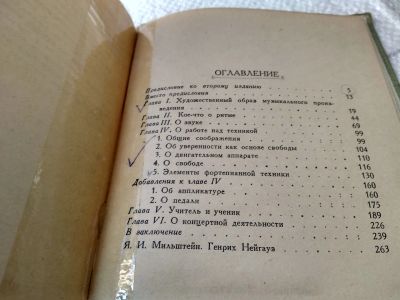 ОГЛАВЛЕНИЕ
Предисловие ко второму изданию 5
Вместо предисловия 13
Глава I. Художественный образ музыкального произ-
ведения 19
Глава II. Кое-что о ритме 44
Глава III. О звуке 69
Глава IV. О работе над техникой 99
1. Общие соображения 99
2. Об уверенности как основе свободы 104
3. О двигательном аппарате 110
4. О свободе 116
5. Элементы фортепианной техники 130
Добавления к главе IV 160
1. Об аппликатуре 160
2. О педали 175
Глава V. Учитель и ученик 189
Глава VI. О концертной деятельности 226
В заключение 239
Я. И. Мильштейн. Генрих Нейгауз 263